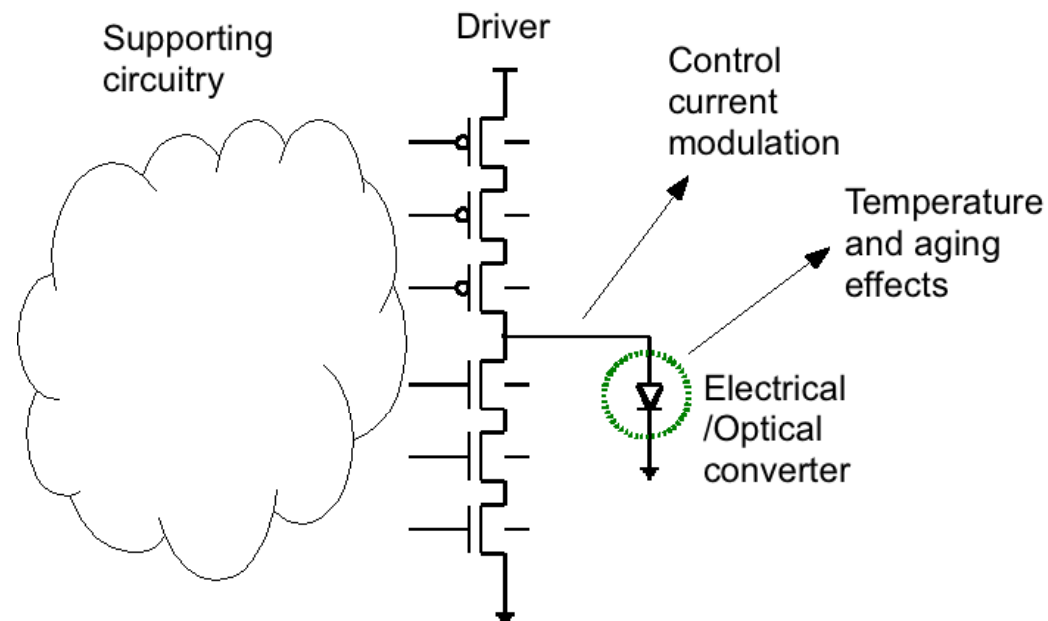 Supporting
circuitry
Driver
Control
current
modulation
Temperature
and aging
effects
Electrical
/Optical
converter